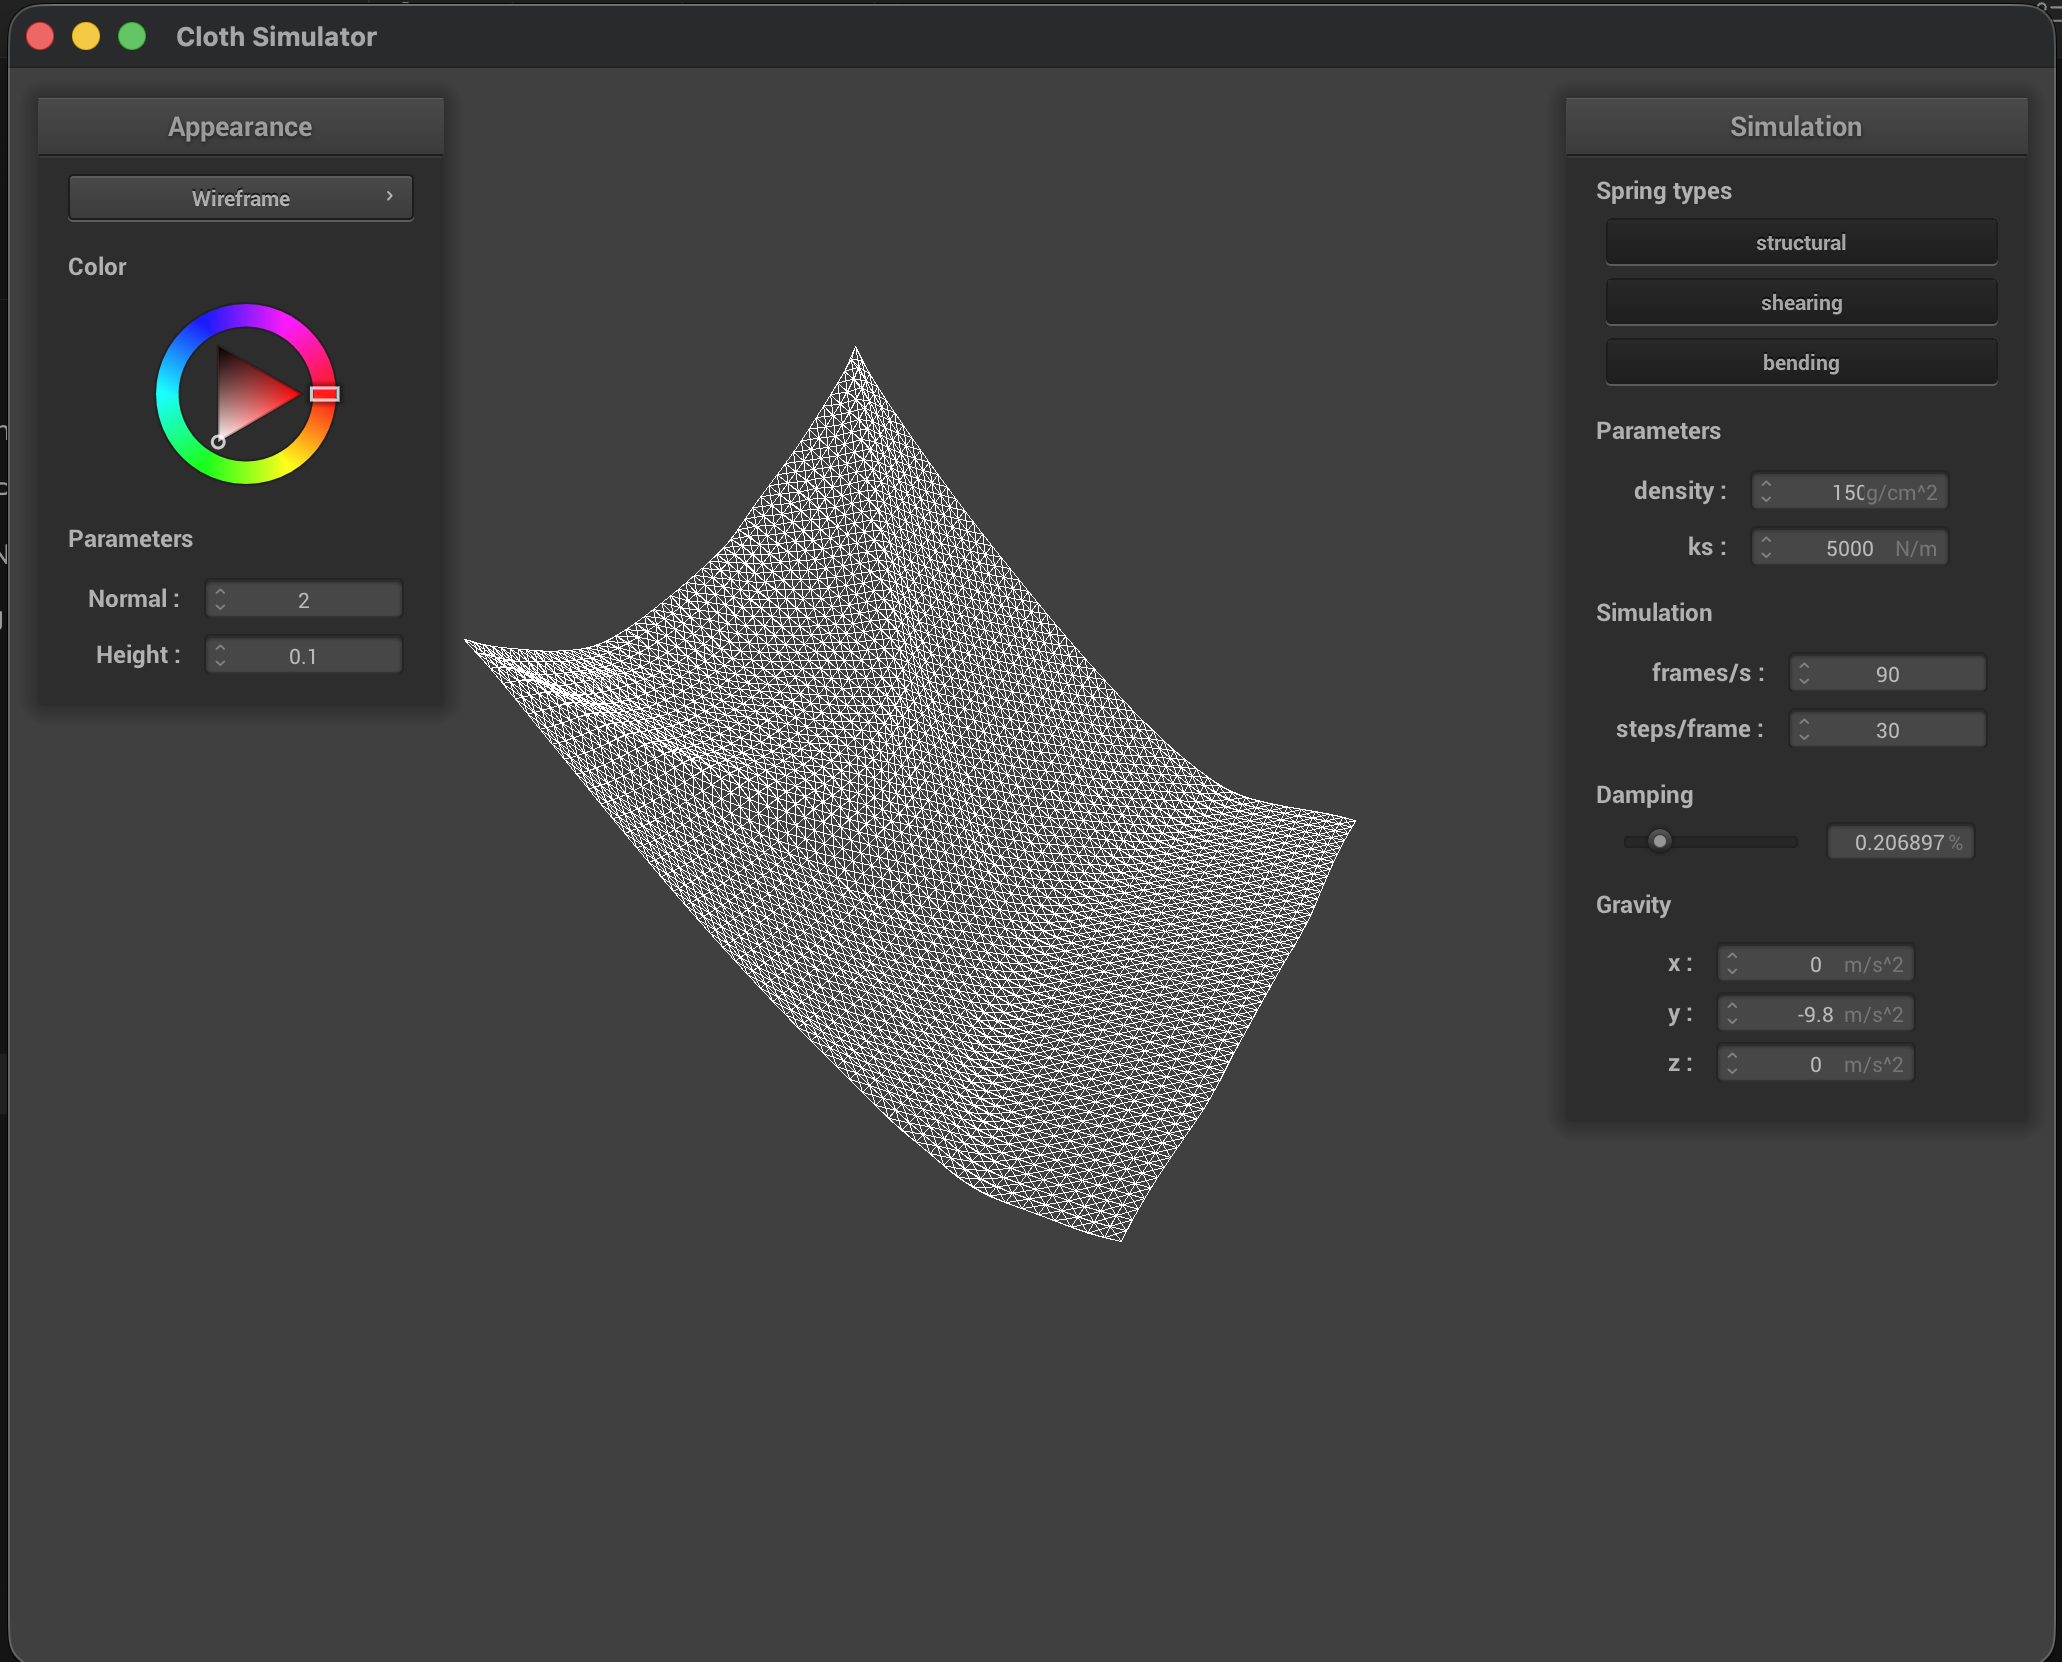 Cloth Simulator
Appearance
Wireframe
Color
Parameters
Normal : 2
Height : 0.1
Simulation
Spring types
structural
shearing
bending
Parameters
density : 150 g/cm^2
ks : 5000 N/m
Simulation
frames/s : 90
steps/frame : 30
Damping
0.206897 %
Gravity
x : 0 m/s^2
y : -9.8 m/s^2
z : 0 m/s^2